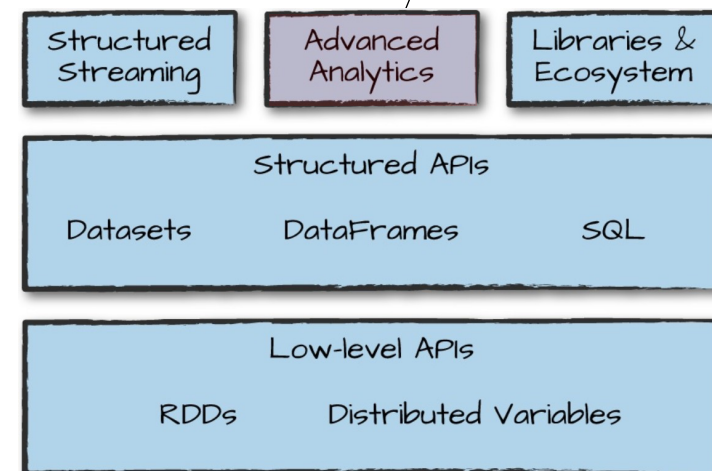 Structured
Streaming
Advanced
Analytics
Libraries &
Ecosystem
Structured APIs
Datasets DataFrames SQL
Low-level APIs
RDDs Distributed Variables